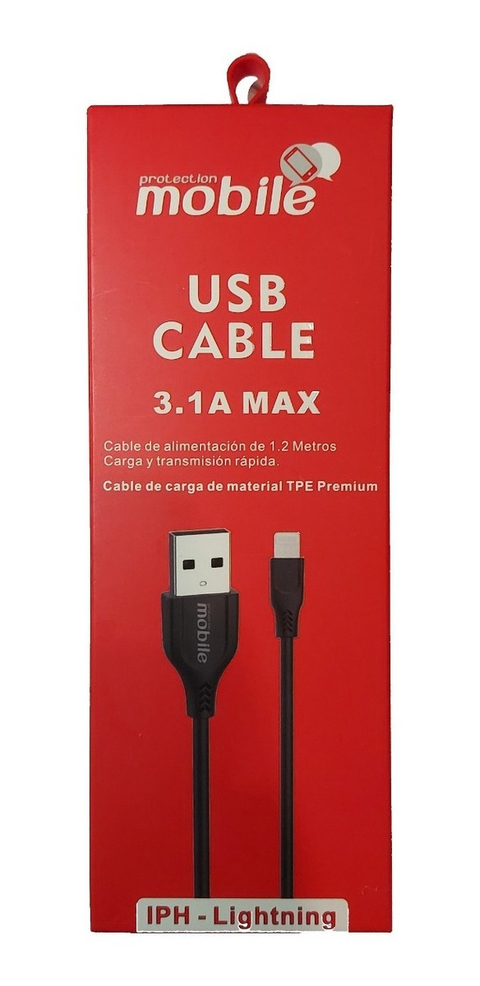 protection
mobile
USB
CABLE
3.1A MAX
Cable de alimentación de 1.2 Metros
Carga y transmisión rápida.
Cable de carga de material TPE Premium
mobile
IPH - Lightning